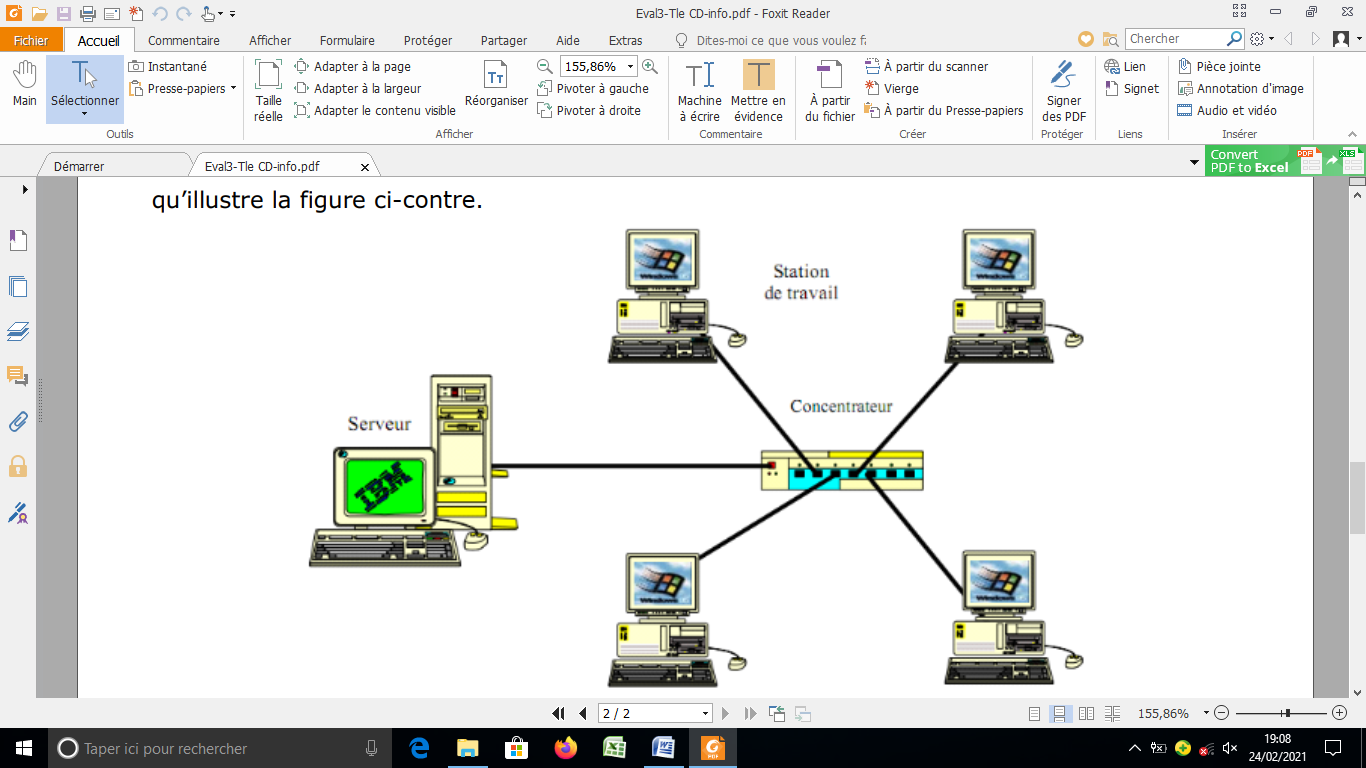 Eval3-Tle CD-info.pdf - Foxit Reader
Fichier Accueil Commentaire Afficher Formulaire Protéger Partager Aide Extras Dites-moi ce que vous voulez fa Chercher
Main
Sélectionner
Instantané
Presse-papiers
Outils
Taille réelle
Adapter à la page
Adapter à la largeur
Adapter le contenu visible
Réorganiser
155,86%
Pivoter à gauche
Pivoter à droite
Afficher
Machine à écrire
Mettre en évidence
Commentaire
À partir du fichier
À partir du scanner
Vierge
À partir du Presse-papiers
Créer
Signer des PDF
Protéger
Lien
Signet
Liens
Pièce jointe
Annotation d'image
Audio et vidéo
Insérer
Démarrer Eval3-Tle CD-info.pdf
Convert
PDF to Excel
PDF XLS
qu'illustre la figure ci-contre.
Station
de travail
Concentrateur
Serveur
IBM
2 / 2
155,86%
Taper ici pour rechercher
19:08
24/02/2021